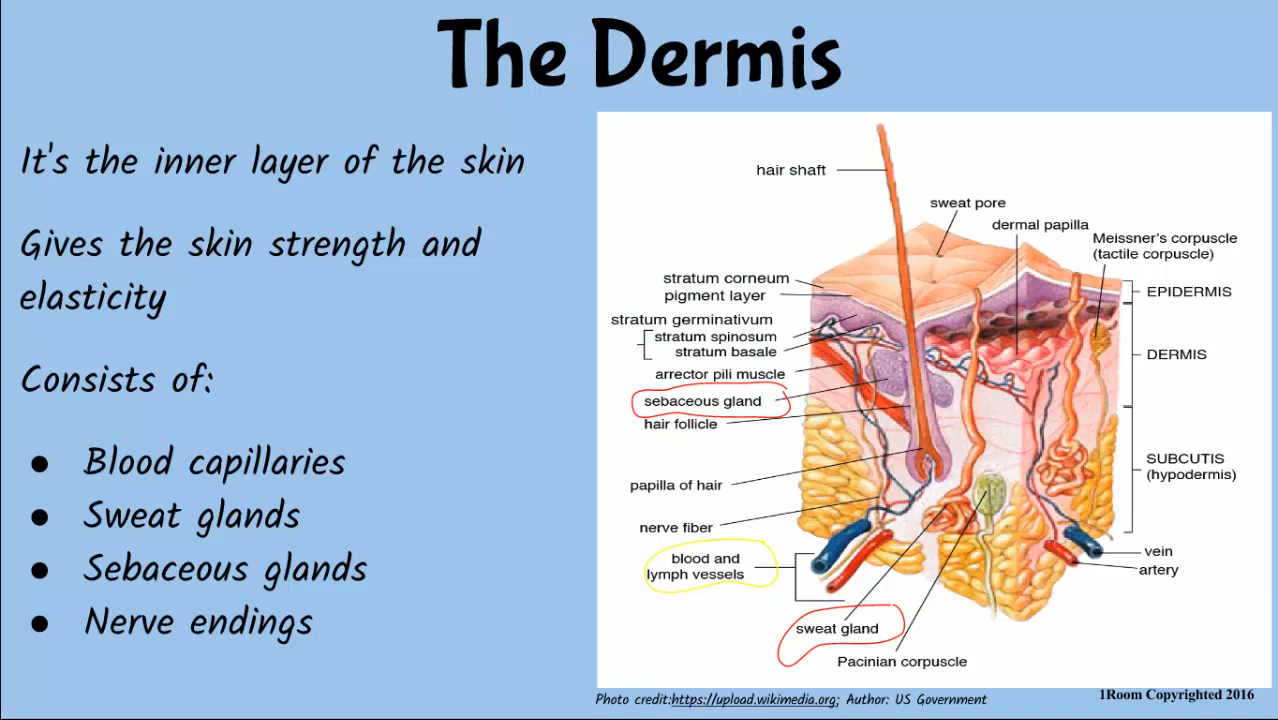 The Dermis
It's the inner layer of the skin
Gives the skin strength and
elasticity
Consists of:
● Blood capillaries
● Sweat glands
● Sebaceous glands
● Nerve endings
hair shaft
sweat pore
dermal papilla
Meissner's corpuscle
(tactile corpuscle)
stratum corneum
pigment layer
stratum germinativum
stratum spinosum
stratum basale
arrector pili muscle
sebaceous gland
hair follicle
papilla of hair
nerve fiber
blood and
lymph vessels
sweat gland
Pacinian corpuscle
EPIDERMIS
DERMIS
SUBCUTIS
(hypodermis)
vein
artery
Photo credit:https://upload.wikimedia.org; Author: US Government
1Room Copyrighted 2016